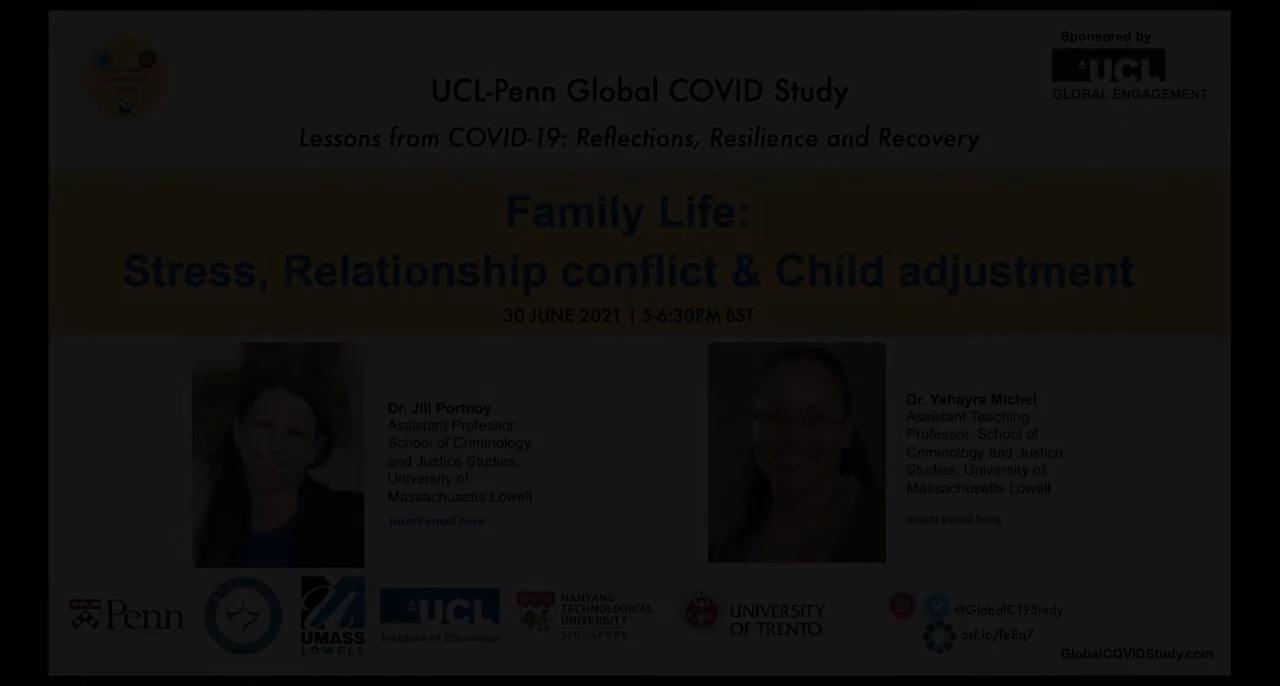 Sponsored by
UCL
GLOBAL ENGAGEMENT
UCL-Penn Global COVID Study
Lessons from COVID-19: Reflections, Resilience and Recovery
Family Life:
Stress, Relationship conflict & Child adjustment
30 JUNE 2021 | 5-6:30PM BST
Dr. Jill Portnoy
Assistant Professor,
School of Criminology
and Justice Studies,
University of
Massachusetts Lowell
insert email here
Dr. Yahayra Michel
Assistant Teaching
Professor, School of
Criminology and Justice
Studies, University of
Massachusetts Lowell
insert email here
Penn
UMASS
LOWELL
UCL
Institute of Education
NANYANG
TECHNOLOGICAL
UNIVERSITY
SINGAPORE
UNIVERSITY
OF TRENTO
@GlobalC19Study
osf.io/fe8q7
GlobalCOVIDStudy.com